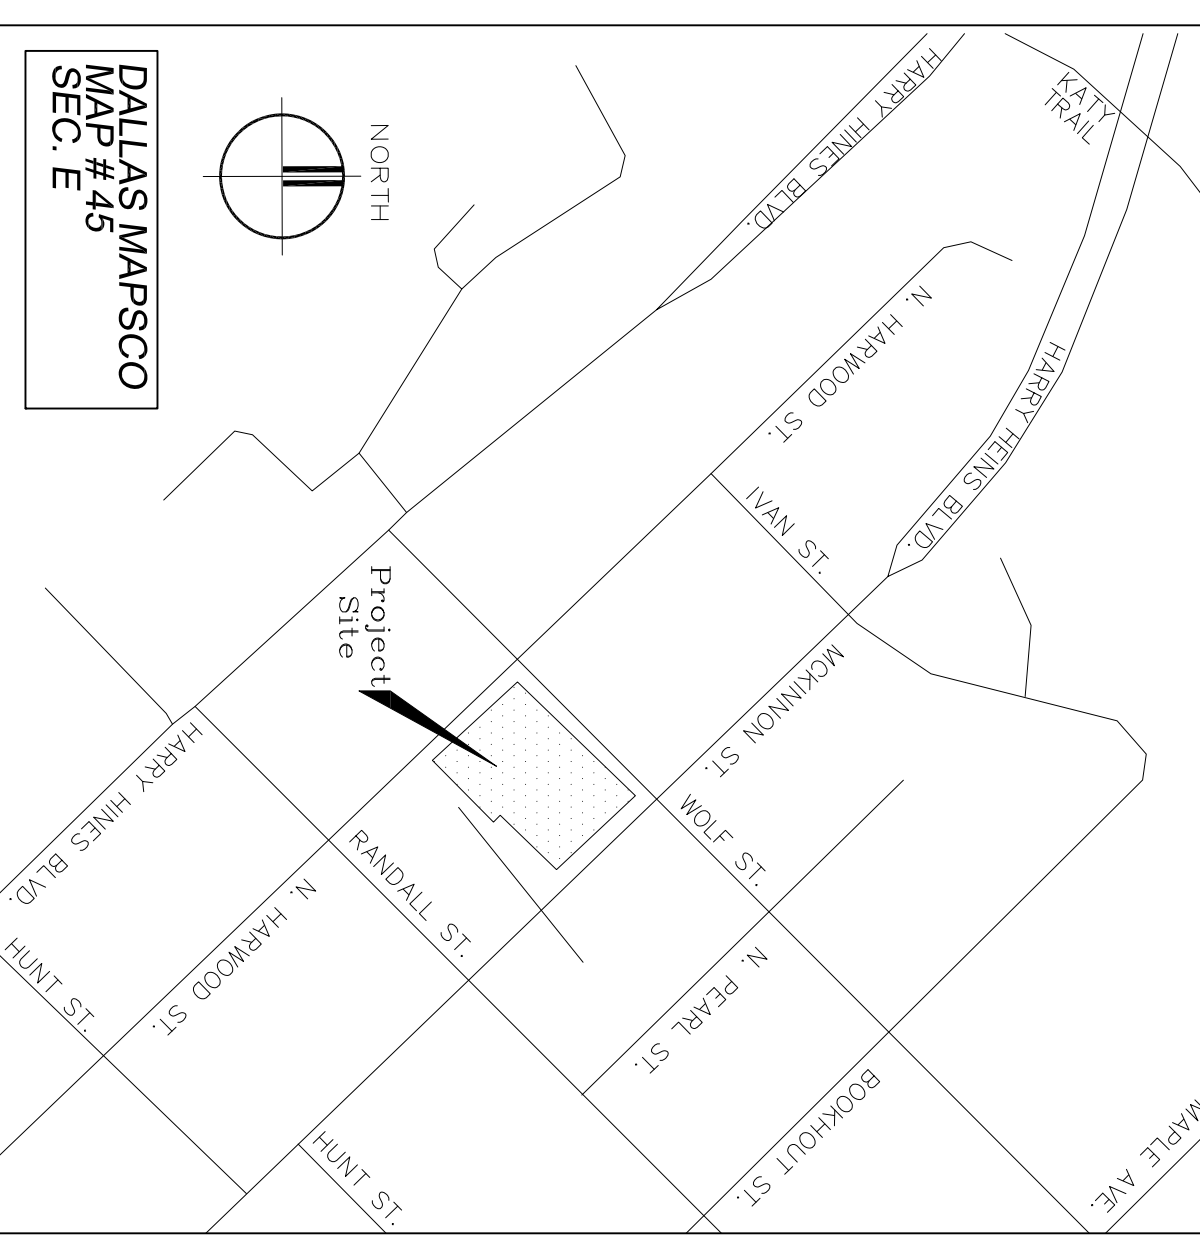 DALLAS MAPSCO
MAP # 45
SEC. E
NORTH
KATY
TRAIL
HARRY HINES BLVD.
HARRY HEINS BLVD.
N. HARWOOD ST.
IVAN ST.
MCKINNON ST.
WOLF ST.
Project
Site
RANDALL ST.
HARRY HINES BLVD.
N. HARWOOD ST.
HUNT ST.
N. PEARL ST.
BOOKHOUT ST.
MAPLE AVE.
HUNT ST.